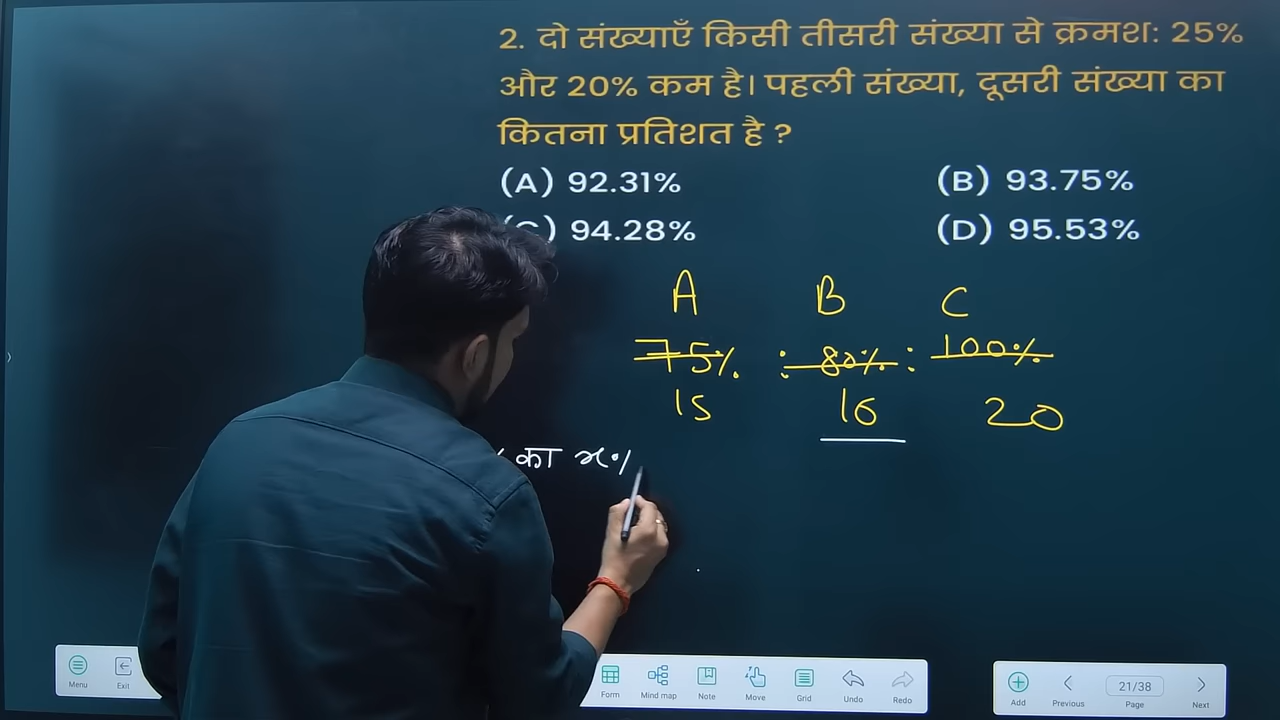 2. दो संख्याएँ किसी तीसरी संख्या से क्रमश: 25%
और 20% कम है। पहली संख्या, दूसरी संख्या का
कितना प्रतिशत है ?
(A) 92.31% (B) 93.75%
) 94.28% (D) 95.53%
A B C
75% : 80% : 100%
15 16 20
का x%
Menu Exit Form Mind map Note Move Grid Undo Redo Add Previous 21/38 Page Next